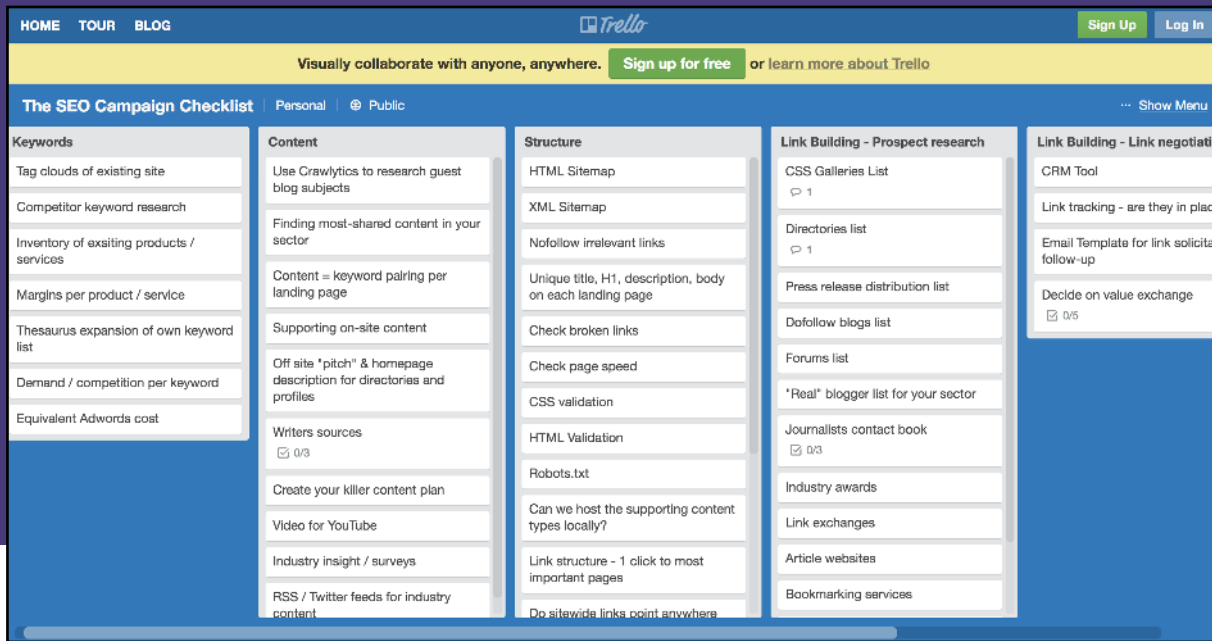 HOME TOUR BLOG
Trello
Sign Up Log In
Visually collaborate with anyone, anywhere. Sign up for free or learn more about Trello
The SEO Campaign Checklist Personal Public
··· Show Menu
Keywords
Tag clouds of existing site
Competitor keyword research
Inventory of exsiting products /
services
Margins per product / service
Thesaurus expansion of own keyword
list
Demand / competition per keyword
Equivalent Adwords cost
Content
Use Crawlytics to research guest
blog subjects
Finding most-shared content in your
sector
Content = keyword pairing per
landing page
Supporting on-site content
Off site "pitch" & homepage
description for directories and
profiles
Writers sources
0/3
Create your killer content plan
Video for YouTube
Industry insight / surveys
RSS / Twitter feeds for industry
content
Structure
HTML Sitemap
XML Sitemap
Nofollow irrelevant links
Unique title, H1, description, body
on each landing page
Check broken links
Check page speed
CSS validation
HTML Validation
Robots.txt
Can we host the supporting content
types locally?
Link structure - 1 click to most
important pages
Do sitewide links point anywhere
Link Building - Prospect research
CSS Galleries List
1
Directories list
1
Press release distribution list
Dofollow blogs list
Forums list
"Real" blogger list for your sector
Journalists contact book
0/3
Industry awards
Link exchanges
Article websites
Bookmarking services
Link Building - Link negotiati
CRM Tool
Link tracking - are they in plac
Email Template for link solicita
follow-up
Decide on value exchange
0/5